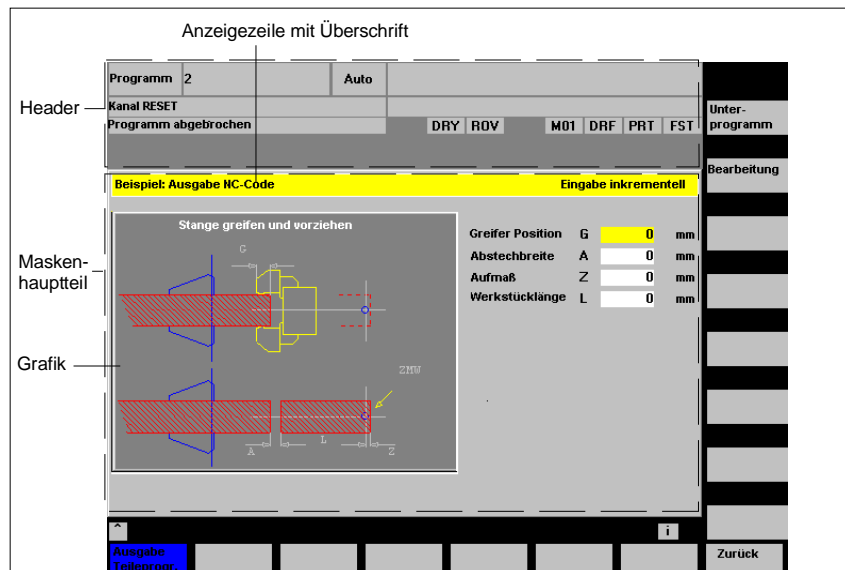 Anzeigezeile mit Überschrift
Programm 2 Auto
Header
Kanal RESET
Programm abgebrochen DRY ROV M01 DRF PRT FST
Unter-
programm
Bearbeitung
Beispiel: Ausgabe NC-Code Eingabe inkrementell
Stange greifen und vorziehen
G
Greifer Position G 0 mm
Abstechbreite A 0 mm
Aufmaß Z 0 mm
Werkstücklänge L 0 mm
Masken-
hauptteil
Grafik
ZMW
A L Z
^ i
Ausgabe
Teileprogr.
Zurück